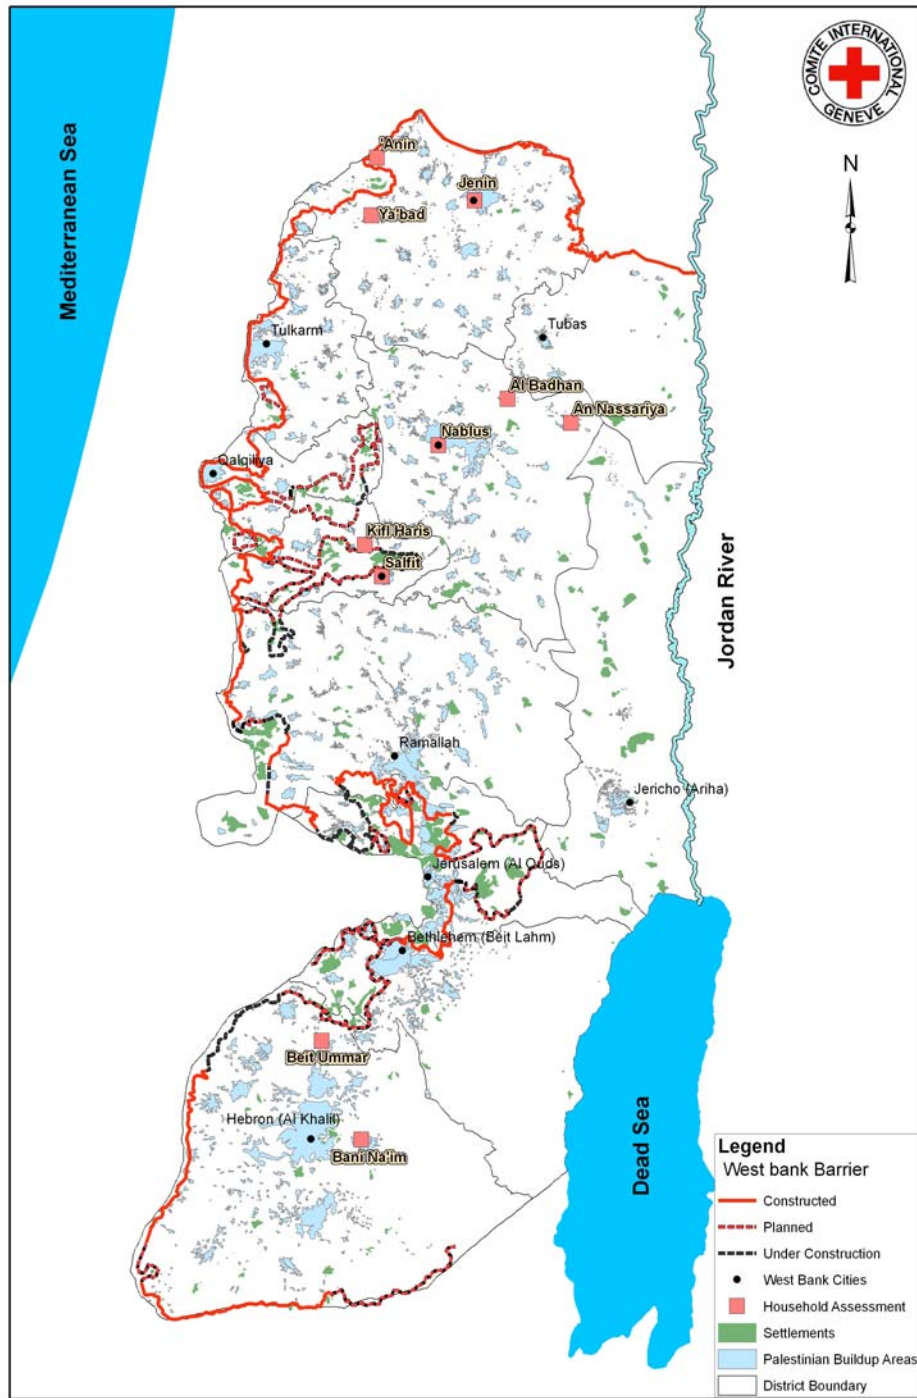 COMITE INTERNATIONAL
GENEVE
N
Mediterranean Sea
'Anin
Jenin
Ya'bad
Tulkarm
Tubas
Al Badhan
An Nassariya
Nablus
Qalqiliya
Kifl Haris
Salfit
Jordan River
Ramallah
Jericho (Ariha)
Jerusalem (Al Quds)
Bethlehem (Beit Lahm)
Beit Ummar
Hebron (Al Khalil)
Bani Na'im
Dead Sea
Legend
West bank Barrier
Constructed
Planned
Under Construction
West Bank Cities
Household Assessment
Settlements
Palestinian Buildup Areas
District Boundary